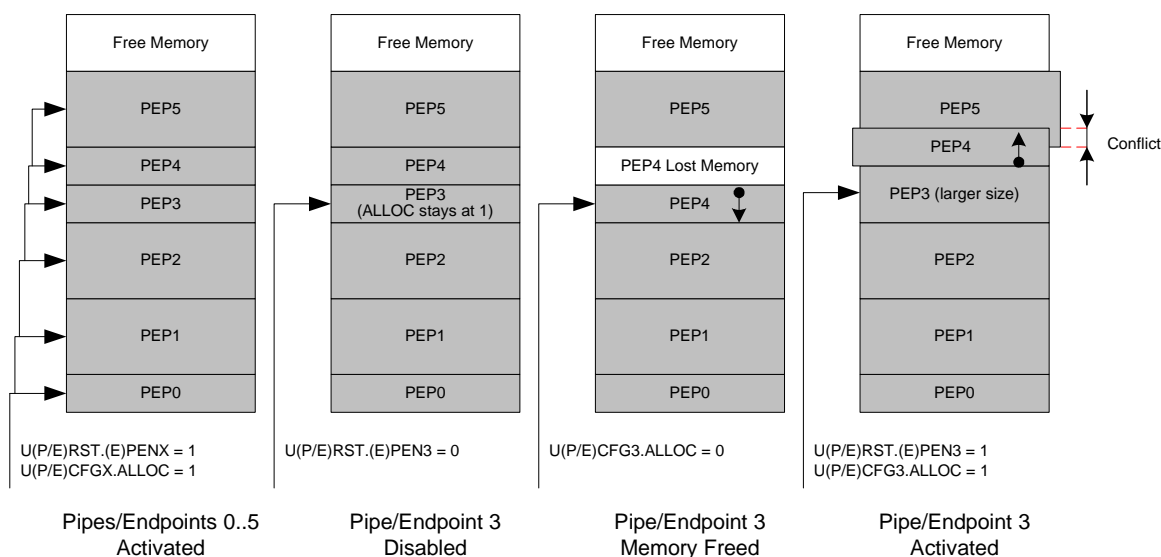 Free Memory
PEP5
PEP4
PEP3
PEP2
PEP1
PEP0
U(P/E)RST.(E)PENX = 1
U(P/E)CFGX.ALLOC = 1
Pipes/Endpoints 0..5
Activated
Free Memory
PEP5
PEP4
PEP3
(ALLOC stays at 1)
PEP2
PEP1
PEP0
U(P/E)RST.(E)PEN3 = 0
Pipe/Endpoint 3
Disabled
Free Memory
PEP5
PEP4 Lost Memory
PEP4
PEP2
PEP1
PEP0
U(P/E)CFG3.ALLOC = 0
Pipe/Endpoint 3
Memory Freed
Free Memory
PEP5
PEP4
Conflict
PEP3 (larger size)
PEP2
PEP1
PEP0
U(P/E)RST.(E)PEN3 = 1
U(P/E)CFG3.ALLOC = 1
Pipe/Endpoint 3
Activated